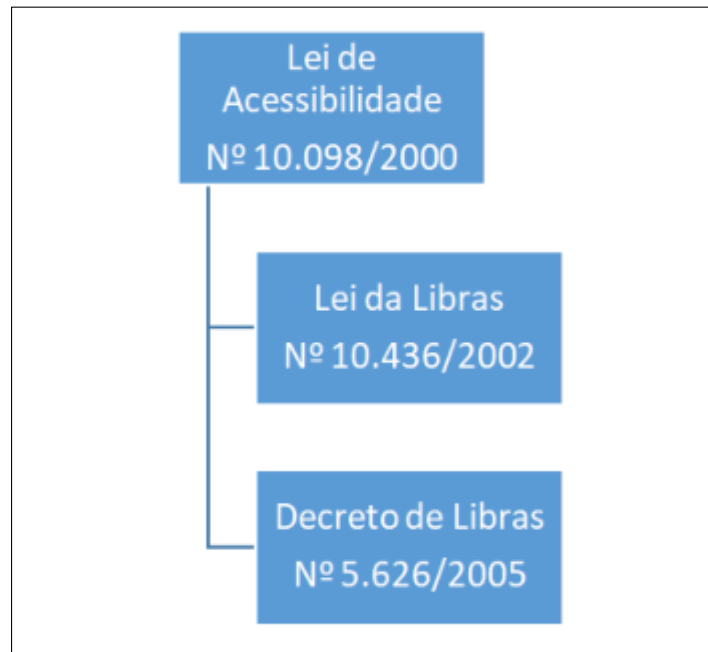 Lei de
Acessibilidade
Nº 10.098/2000
Lei da Libras
Nº 10.436/2002
Decreto de Libras
Nº 5.626/2005